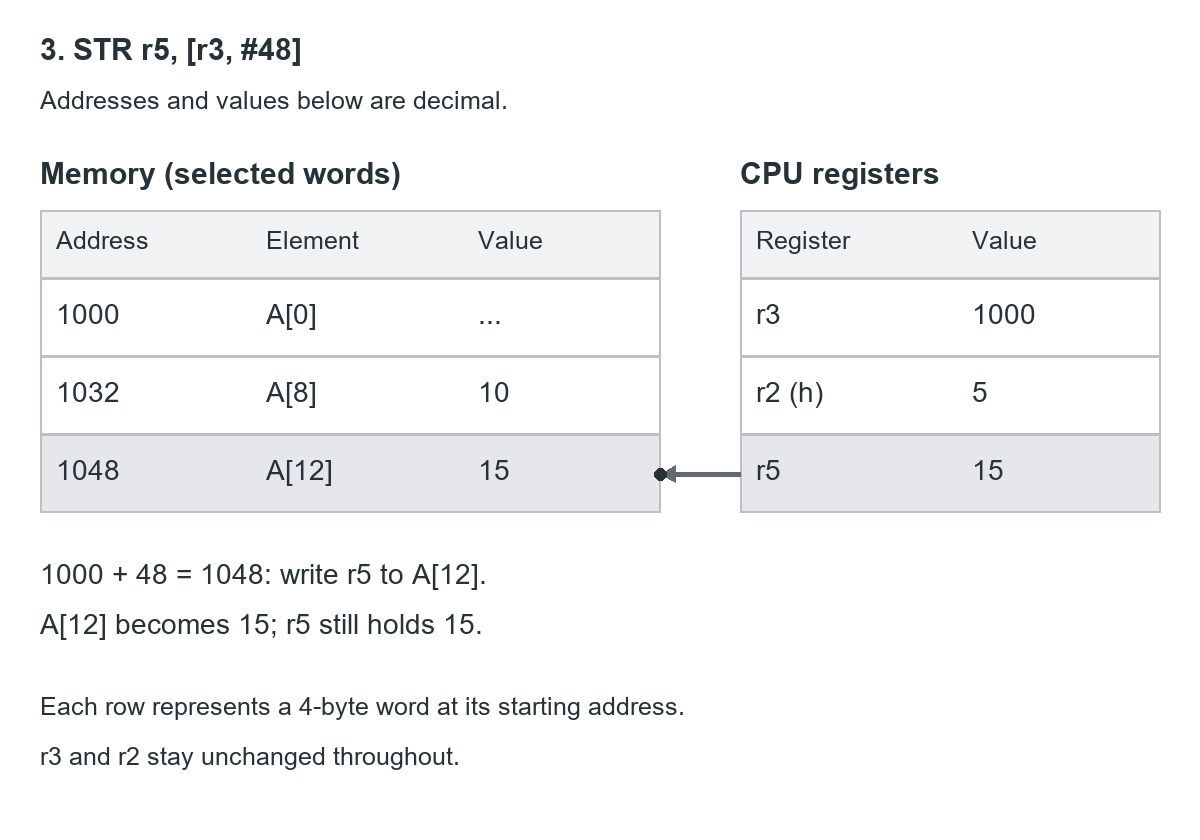 3. STR r5, [r3, #48]
Addresses and values below are decimal.
Memory (selected words)
Address Element Value
1000 A[0] ...
1032 A[8] 10
1048 A[12] 15
CPU registers
Register Value
r3 1000
r2 (h) 5
r5 15
1000 + 48 = 1048: write r5 to A[12].
A[12] becomes 15; r5 still holds 15.
Each row represents a 4-byte word at its starting address.
r3 and r2 stay unchanged throughout.